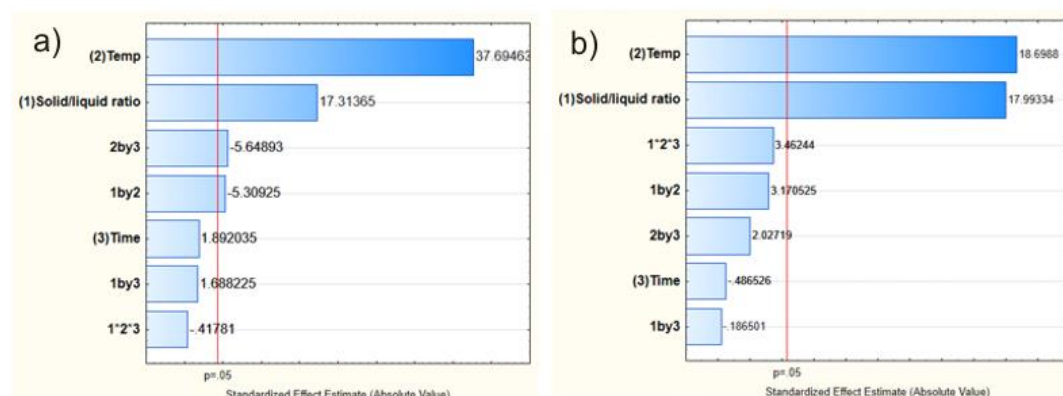 a)
(2)Temp
37.69463
(1)Solid/liquid ratio
17.31365
2by3
-5.64893
1by2
-5.30925
(3)Time
1.892035
1by3
1.688225
1*2*3
-.41781
p=.05
Standardized Effect Estimate (Absolute Value)
b)
(2)Temp
18.6988
(1)Solid/liquid ratio
17.99334
1*2*3
3.46244
1by2
3.170525
2by3
2.02719
(3)Time
-.486526
1by3
-.186501
p=.05
Standardized Effect Estimate (Absolute Value)